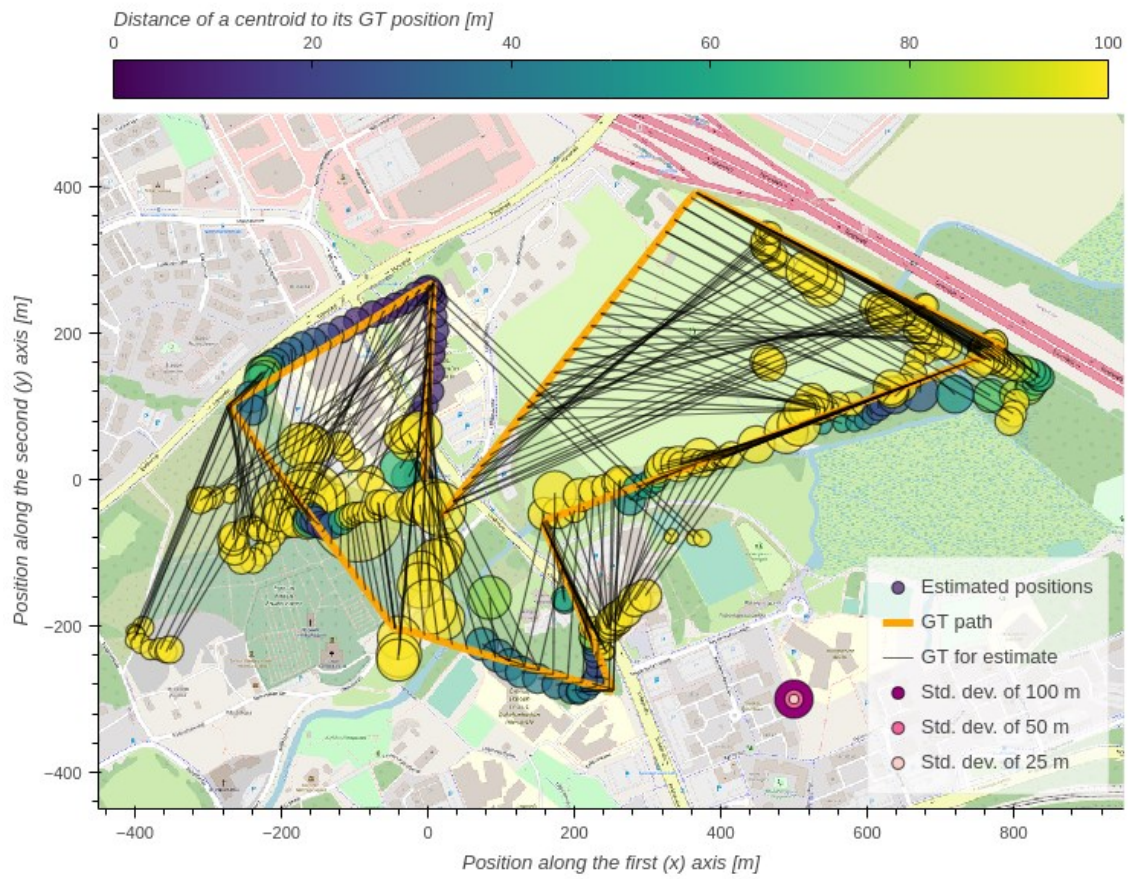 Distance of a centroid to its GT position [m]
0 20 40 60 80 100
Position along the second (y) axis [m]
400
200
0
−200
−400
Estimated positions
GT path
GT for estimate
Std. dev. of 100 m
Std. dev. of 50 m
Std. dev. of 25 m
−400 −200 0 200 400 600 800
Position along the first (x) axis [m]